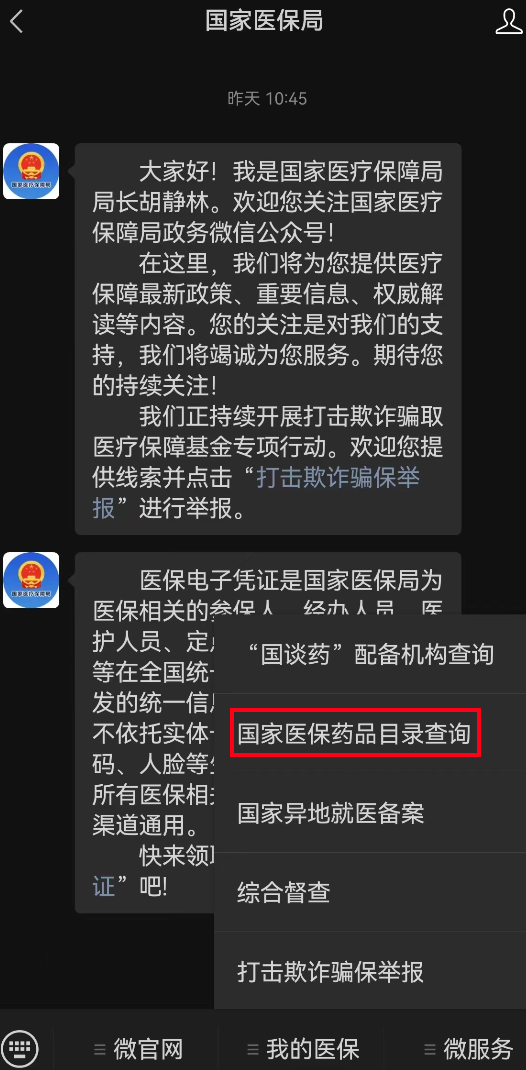 国家医保局
昨天 10:45
大家好！我是国家医疗保障局
局长胡静林。欢迎您关注国家医疗
保障局政务微信公众号！
在这里，我们将为您提供医疗
保障最新政策、重要信息、权威解
读等内容。您的关注是对我们的支
持，我们将竭诚为您服务。期待您
的持续关注！
我们正持续开展打击欺诈骗取
医疗保障基金专项行动。欢迎您提
供线索并点击“打击欺诈骗保举
报”进行举报。
医保电子凭证是国家医保局为
医保相关的参保人、经办人员、医
护人员、定
等在全国统一
发的统一信
不依托实体
码、人脸等
所有医保相
渠道通用。
快来领
证”吧!
“国谈药”配备机构查询
国家医保药品目录查询
国家异地就医备案
综合督查
打击欺诈骗保举报
微官网
我的医保
微服务